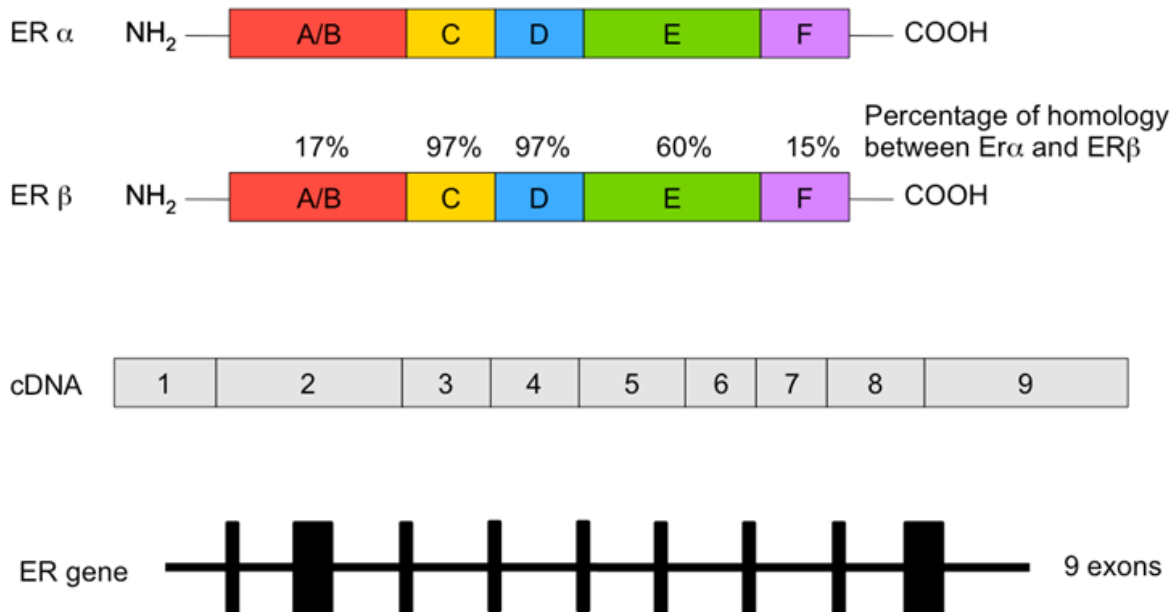 ER α NH₂ A/B C D E F COOH
Percentage of homology
17% 97% 97% 60% 15% between Erα and ERβ
ER β NH₂ A/B C D E F COOH
cDNA 1 2 3 4 5 6 7 8 9
ER gene 9 exons